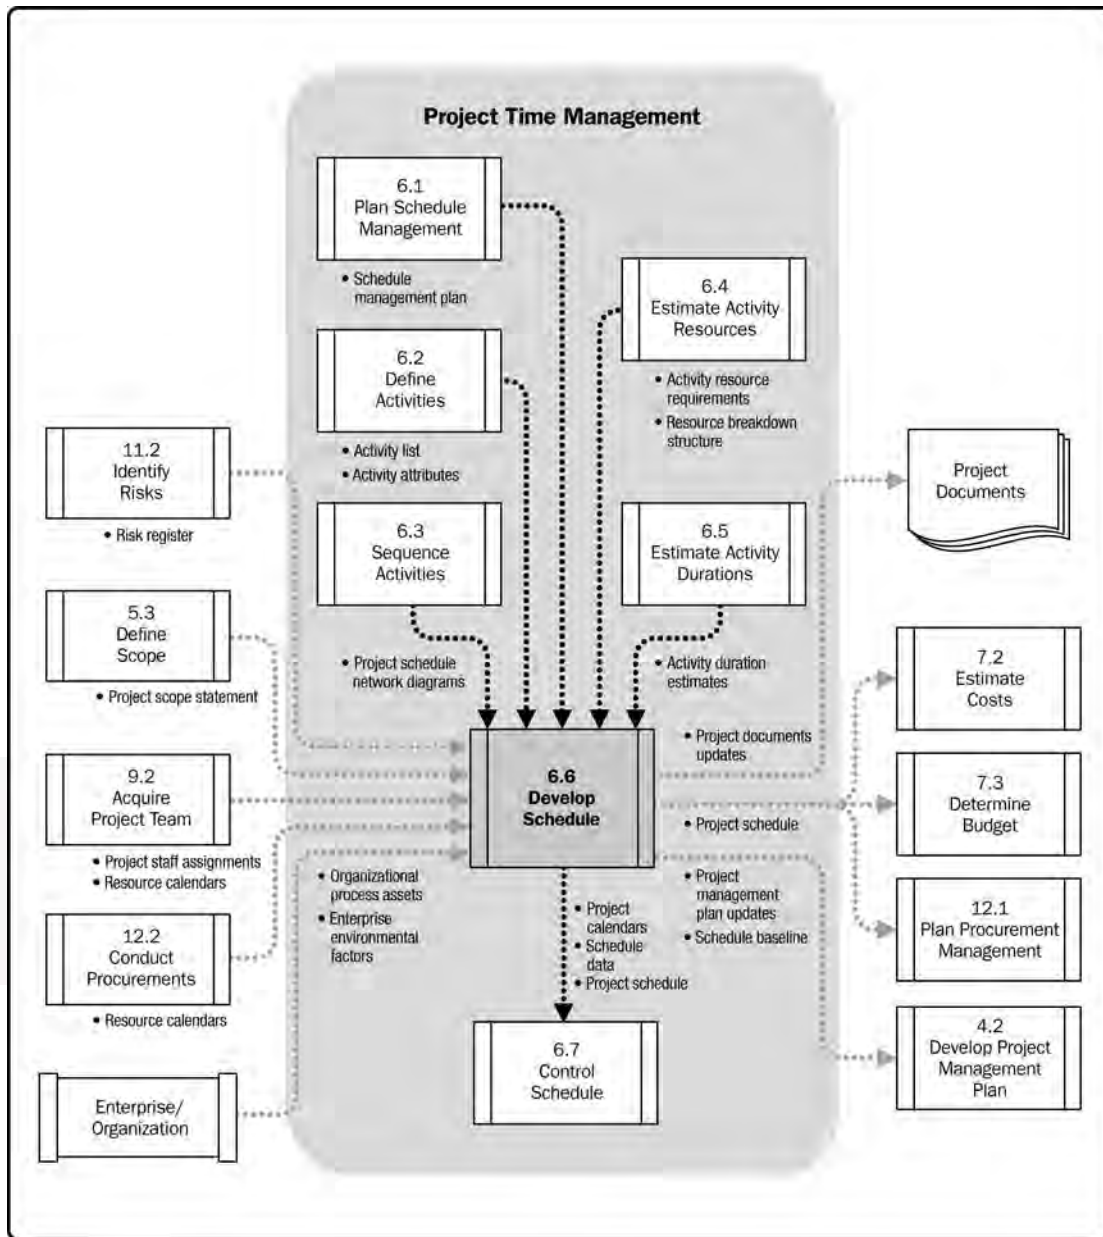 Project Time Management
6.1
Plan Schedule
Management
• Schedule
management plan
6.2
Define
Activities
• Activity list
• Activity attributes
6.3
Sequence
Activities
• Project schedule
network diagrams
6.4
Estimate Activity
Resources
• Activity resource
requirements
• Resource breakdown
structure
6.5
Estimate Activity
Durations
• Activity duration
estimates
11.2
Identify
Risks
• Risk register
5.3
Define
Scope
• Project scope statement
9.2
Acquire
Project Team
• Project staff assignments
• Resource calendars
12.2
Conduct
Procurements
• Resource calendars
Enterprise/
Organization
• Organizational
process assets
• Enterprise
environmental
factors
6.6
Develop
Schedule
• Project
calendars
• Schedule
data
• Project schedule
6.7
Control
Schedule
• Project documents
updates
• Project schedule
• Project
management
plan updates
• Schedule baseline
Project
Documents
7.2
Estimate
Costs
7.3
Determine
Budget
12.1
Plan Procurement
Management
4.2
Develop Project
Management
Plan